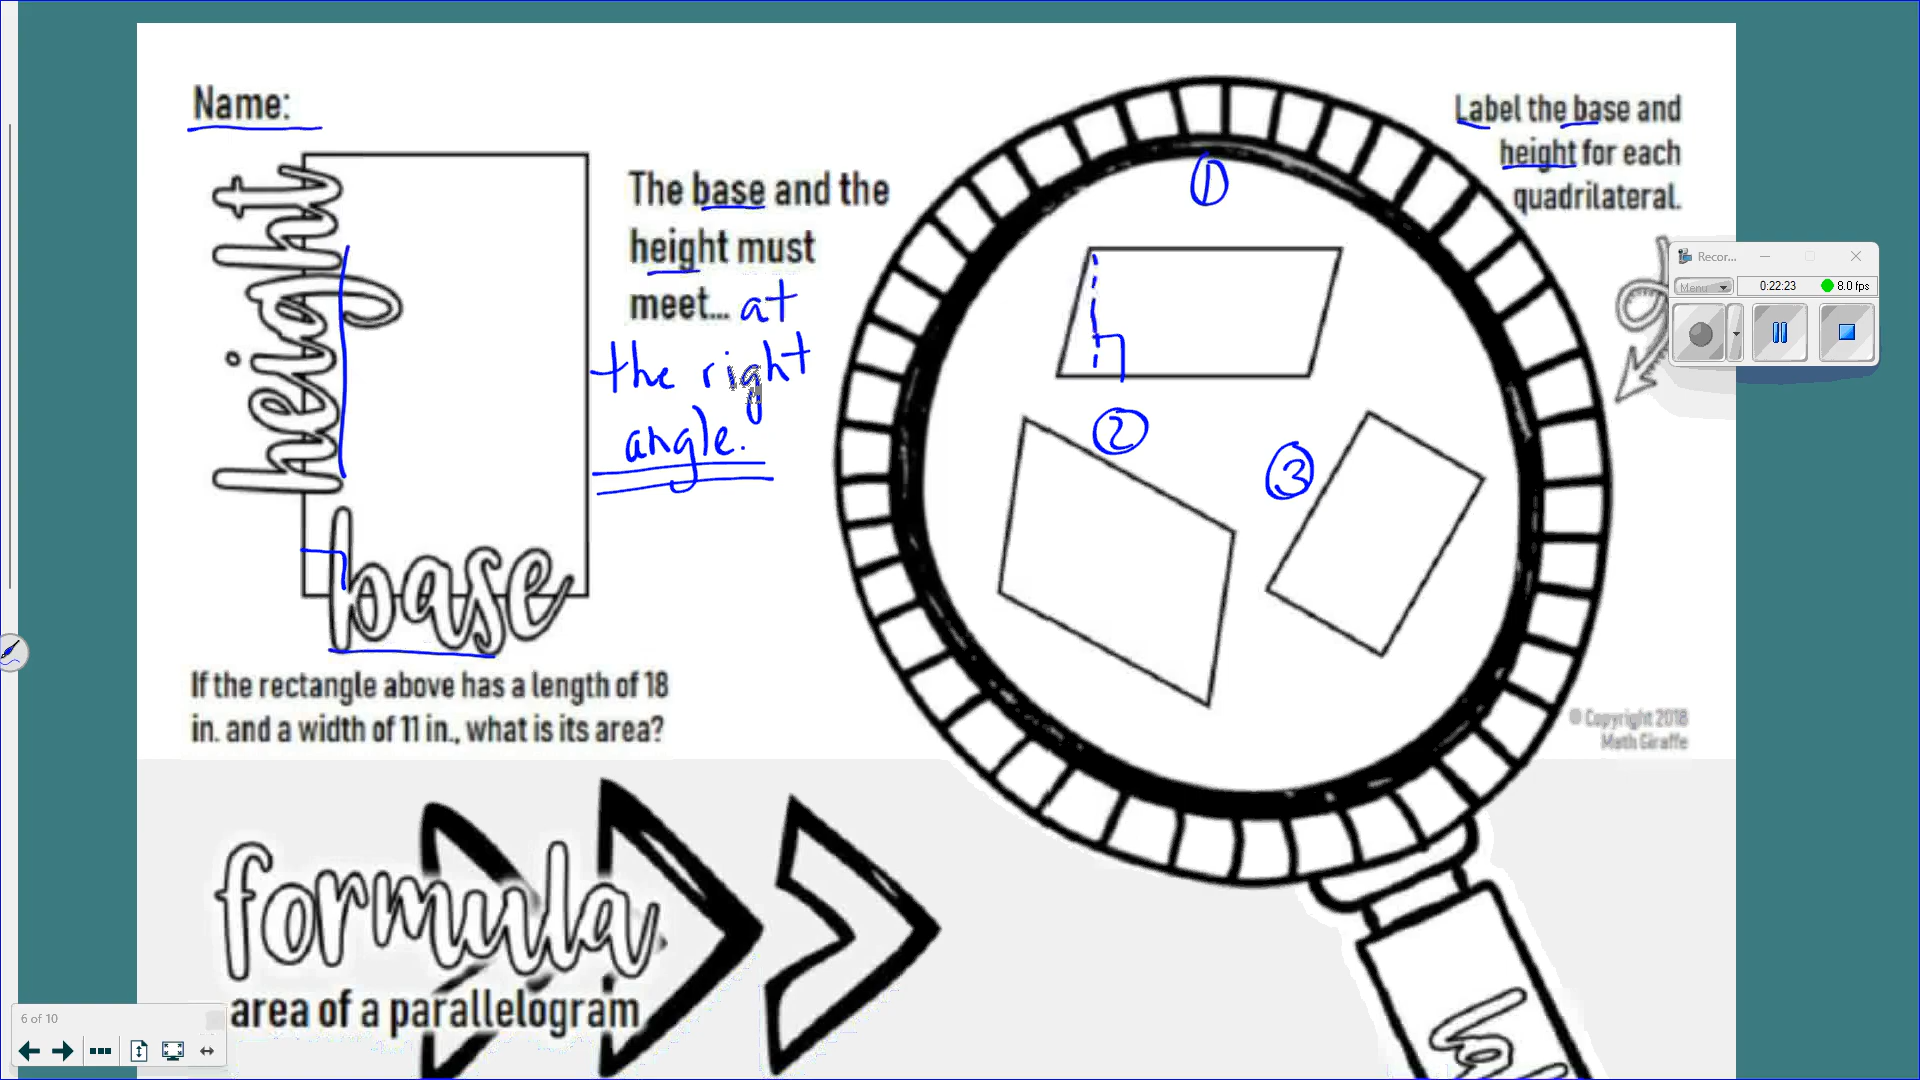 Name:
height
base
The base and the
height must
meet... at
the right
angle.
If the rectangle above has a length of 18
in. and a width of 11 in., what is its area?
①
②
③
Label the base and
height for each
quadrilateral.
Recor...
Menu
0:22:23
8.0 fps
© Copyright 2018
Math Giraffe
formula
area of a parallelogram
6 of 10